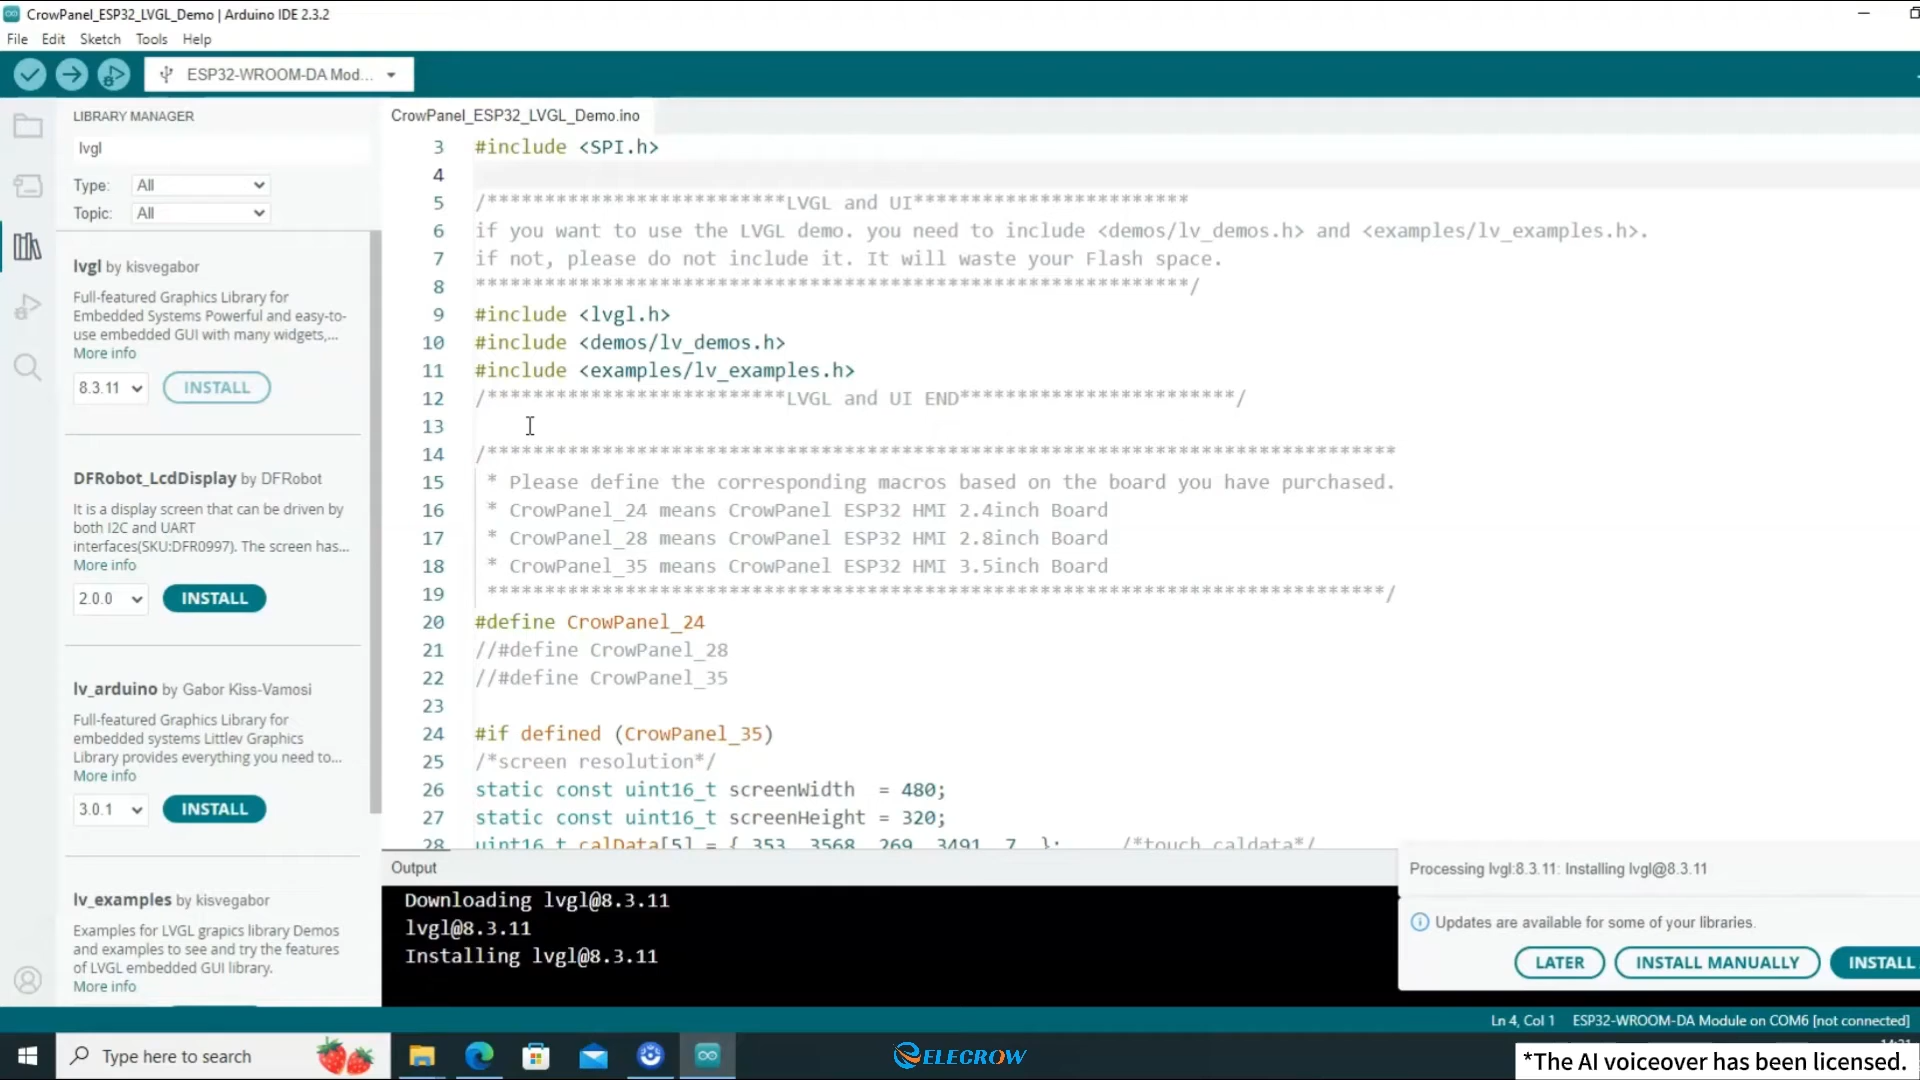 CrowPanel_ESP32_LVGL_Demo | Arduino IDE 2.3.2
File Edit Sketch Tools Help
ESP32-WROOM-DA Mod...
LIBRARY MANAGER
lvgl
Type: All
Topic: All
lvgl by kisvegabor
Full-featured Graphics Library for
Embedded Systems Powerful and easy-to-
use embedded GUI with many widgets,...
More info
8.3.11 INSTALL
DFRobot_LcdDisplay by DFRobot
It is a display screen that can be driven by
both I2C and UART
interfaces(SKU:DFR0997). The screen has...
More info
2.0.0 INSTALL
lv_arduino by Gabor Kiss-Vamosi
Full-featured Graphics Library for
embedded systems Littlev Graphics
Library provides everything you need to...
More info
3.0.1 INSTALL
lv_examples by kisvegabor
Examples for LVGL grapics library Demos
and examples to see and try the features
of LVGL embedded GUI library.
More info
CrowPanel_ESP32_LVGL_Demo.ino
3 #include <SPI.h>
4
5 /**************************LVGL and UI************************
6 if you want to use the LVGL demo. you need to include <demos/lv_demos.h> and <examples/lv_examples.h>.
7 if not, please do not include it. It will waste your Flash space.
8 **************************************************************/
9 #include <lvgl.h>
10 #include <demos/lv_demos.h>
11 #include <examples/lv_examples.h>
12 /**************************LVGL and UI END************************/
13
14 /*******************************************************************************
15 * Please define the corresponding macros based on the board you have purchased.
16 * CrowPanel_24 means CrowPanel ESP32 HMI 2.4inch Board
17 * CrowPanel_28 means CrowPanel ESP32 HMI 2.8inch Board
18 * CrowPanel_35 means CrowPanel ESP32 HMI 3.5inch Board
19 ******************************************************************************/
20 #define CrowPanel_24
21 //#define CrowPanel_28
22 //#define CrowPanel_35
23
24 #if defined (CrowPanel_35)
25 /*screen resolution*/
26 static const uint16_t screenWidth = 480;
27 static const uint16_t screenHeight = 320;
28 uint16_t calData[5] = { 353, 3568, 269, 3491, 7 }; /*touch caldata*/
Output
Downloading lvgl@8.3.11
lvgl@8.3.11
Installing lvgl@8.3.11
Processing lvgl:8.3.11: Installing lvgl@8.3.11
Updates are available for some of your libraries.
LATER INSTALL MANUALLY INSTALL
Ln 4, Col 1 ESP32-WROOM-DA Module on COM6 [not connected]
Type here to search
ELECROW
*The AI voiceover has been licensed.